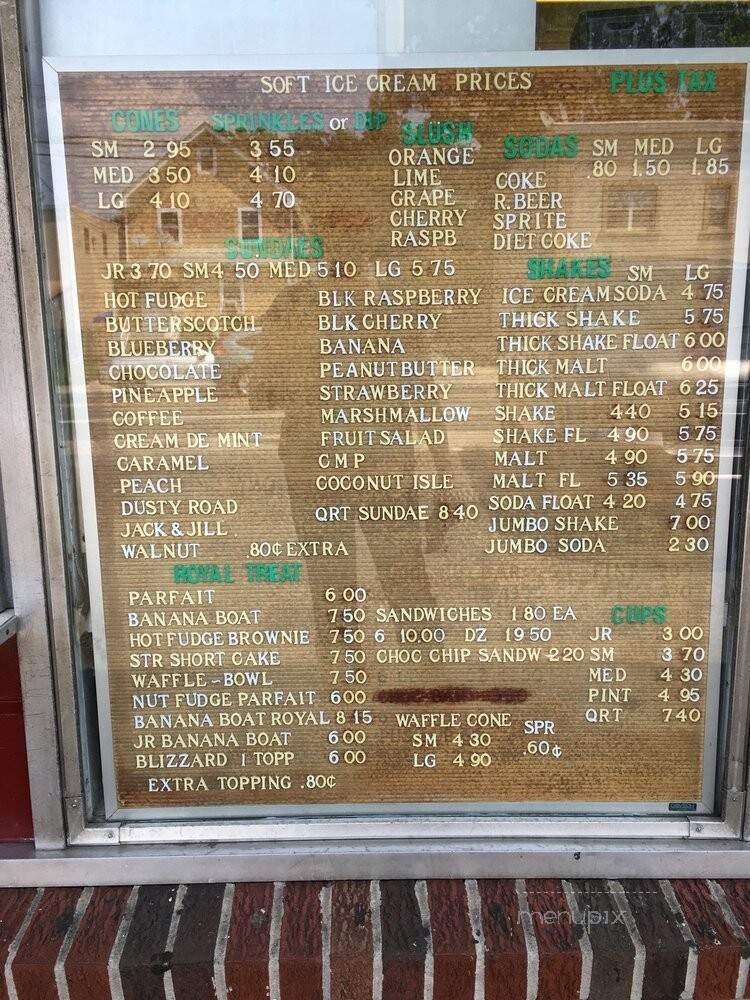 SOFT ICE CREAM PRICES PLUS TAX
CONES SPRINKLES or DIP
SM 2 95 3 55
MED 3 50 4 10
LG 4 10 4 70
SLUSH
ORANGE
LIME
GRAPE
CHERRY
RASPB
SODAS SM MED LG
.80 1.50 1.85
COKE
R.BEER
SPRITE
DIET COKE
SUNDAES
JR 3 70 SM 4 50 MED 5 10 LG 5 75
HOT FUDGE
BUTTERSCOTCH
BLUEBERRY
CHOCOLATE
PINEAPPLE
COFFEE
CREAM DE MINT
CARAMEL
PEACH
DUSTY ROAD
JACK & JILL .
WALNUT .80¢ EXTRA
BLK RASPBERRY
BLK CHERRY
BANANA
PEANUT BUTTER
STRAWBERRY
MARSHMALLOW
FRUIT SALAD
C M P
COCONUT ISLE
QRT SUNDAE 8 40
SHAKES SM LG
ICE CREAM SODA 4 75
THICK SHAKE 5 75
THICK SHAKE FLOAT 6 00
THICK MALT 6 00
THICK MALT FLOAT 6 25
SHAKE 4 40 5 15
SHAKE FL 4 90 5 75
MALT 4 90 5 75
MALT FL 5 35 5 90
SODA FLOAT 4 20 4 75
JUMBO SHAKE 7 00
JUMBO SODA 2 30
ROYAL TREAT
PARFAIT 6 00
BANANA BOAT 7 50
HOT FUDGE BROWNIE 7 50
STR SHORT CAKE 7 50
WAFFLE - BOWL 7 50
NUT FUDGE PARFAIT 6 00
BANANA BOAT ROYAL 8 15
JR BANANA BOAT 6 00
BLIZZARD 1 TOPP 6 00
EXTRA TOPPING .80¢
SANDWICHES 1 80 EA
6 10.00 DZ 19 50
CHOC CHIP SANDW - 2 20
WAFFLE CONE SPR
SM 4 30 .60¢
LG 4 90
CUPS
JR 3 00
SM 3 70
MED 4 30
PINT 4 95
QRT 7 40
menupix